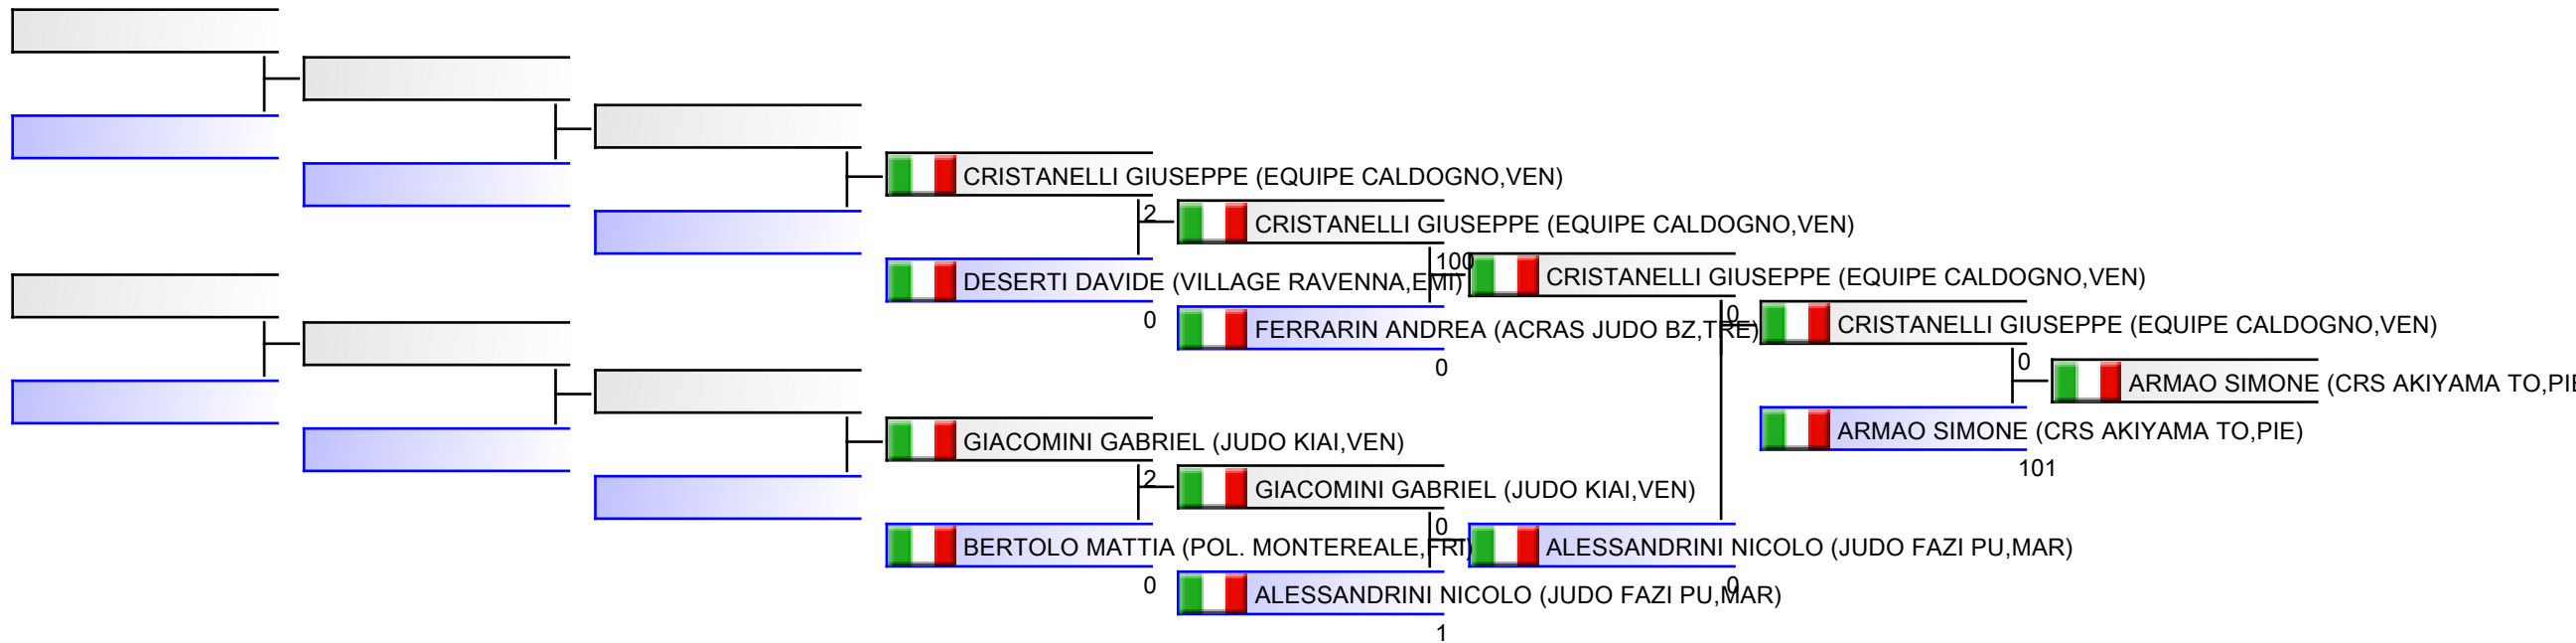 CRISTANELLI GIUSEPPE (EQUIPE CALDOGNO,VEN)
2
CRISTANELLI GIUSEPPE (EQUIPE CALDOGNO,VEN)
100
DESERTI DAVIDE (VILLAGE RAVENNA,EMI)
CRISTANELLI GIUSEPPE (EQUIPE CALDOGNO,VEN)
0
0
FERRARIN ANDREA (ACRAS JUDO BZ,TRE)
CRISTANELLI GIUSEPPE (EQUIPE CALDOGNO,VEN)
0
0
ARMAO SIMONE (CRS AKIYAMA TO,PIE
GIACOMINI GABRIEL (JUDO KIAI,VEN)
ARMAO SIMONE (CRS AKIYAMA TO,PIE)
101
2
GIACOMINI GABRIEL (JUDO KIAI,VEN)
0
BERTOLO MATTIA (POL. MONTEREALE,FRI)
ALESSANDRINI NICOLO (JUDO FAZI PU,MAR)
0
0
ALESSANDRINI NICOLO (JUDO FAZI PU,MAR)
1